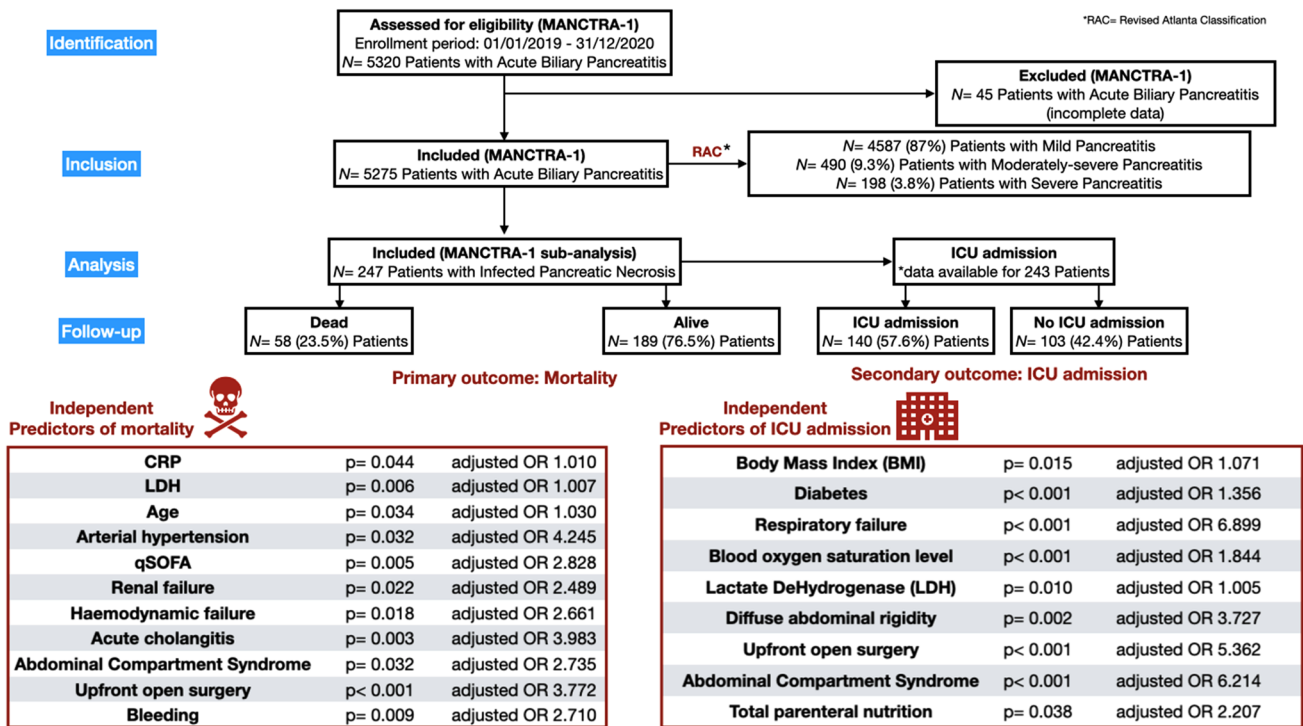 *RAC= Revised Atlanta Classification
Identification
Assessed for eligibility (MANCTRA-1)
Enrollment period: 01/01/2019 - 31/12/2020
N= 5320 Patients with Acute Biliary Pancreatitis
Excluded (MANCTRA-1)
N= 45 Patients with Acute Biliary Pancreatitis
(incomplete data)
Inclusion
Included (MANCTRA-1)
N= 5275 Patients with Acute Biliary Pancreatitis
RAC*
N= 4587 (87%) Patients with Mild Pancreatitis
N= 490 (9.3%) Patients with Moderately-severe Pancreatitis
N= 198 (3.8%) Patients with Severe Pancreatitis
Analysis
Included (MANCTRA-1 sub-analysis)
N= 247 Patients with Infected Pancreatic Necrosis
ICU admission
*data available for 243 Patients
Follow-up
Dead
N= 58 (23.5%) Patients
Alive
N= 189 (76.5%) Patients
ICU admission
N= 140 (57.6%) Patients
No ICU admission
N= 103 (42.4%) Patients
Primary outcome: Mortality
Secondary outcome: ICU admission
Independent
Predictors of mortality
CRP p= 0.044 adjusted OR 1.010
LDH p= 0.006 adjusted OR 1.007
Age p= 0.034 adjusted OR 1.030
Arterial hypertension p= 0.032 adjusted OR 4.245
qSOFA p= 0.005 adjusted OR 2.828
Renal failure p= 0.022 adjusted OR 2.489
Haemodynamic failure p= 0.018 adjusted OR 2.661
Acute cholangitis p= 0.003 adjusted OR 3.983
Abdominal Compartment Syndrome p= 0.032 adjusted OR 2.735
Upfront open surgery p< 0.001 adjusted OR 3.772
Bleeding p= 0.009 adjusted OR 2.710
Independent
Predictors of ICU admission
Body Mass Index (BMI) p= 0.015 adjusted OR 1.071
Diabetes p< 0.001 adjusted OR 1.356
Respiratory failure p< 0.001 adjusted OR 6.899
Blood oxygen saturation level p< 0.001 adjusted OR 1.844
Lactate DeHydrogenase (LDH) p= 0.010 adjusted OR 1.005
Diffuse abdominal rigidity p= 0.002 adjusted OR 3.727
Upfront open surgery p< 0.001 adjusted OR 5.362
Abdominal Compartment Syndrome p< 0.001 adjusted OR 6.214
Total parenteral nutrition p= 0.038 adjusted OR 2.207